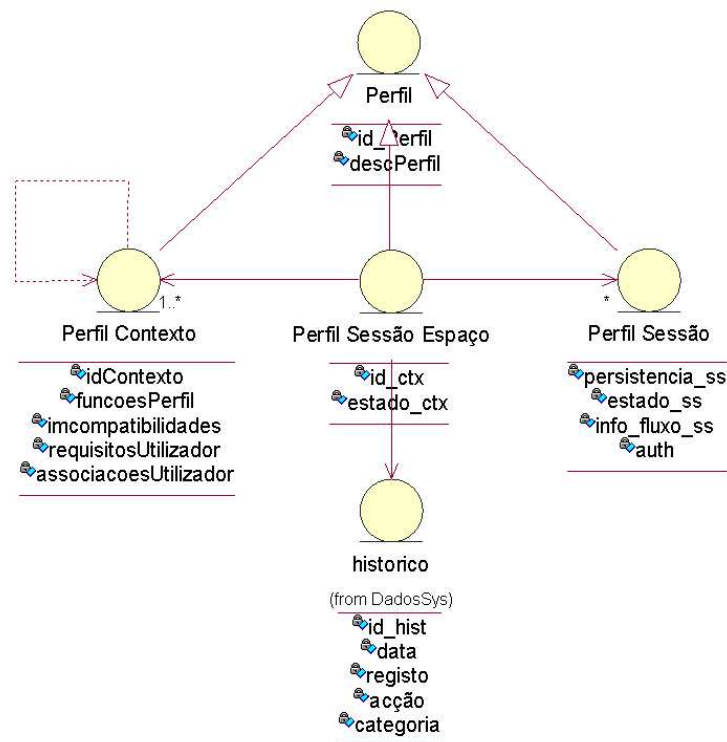 Perfil
id_Perfil
descPerfil
1..*
*
Perfil Contexto
Perfil Sessão Espaço
Perfil Sessão
idContexto
funcoesPerfil
imcompatibilidades
requisitosUtilizador
associacoesUtilizador
id_ctx
estado_ctx
persistencia_ss
estado_ss
info_fluxo_ss
auth
historico
(from DadosSys)
id_hist
data
registo
acção
categoria